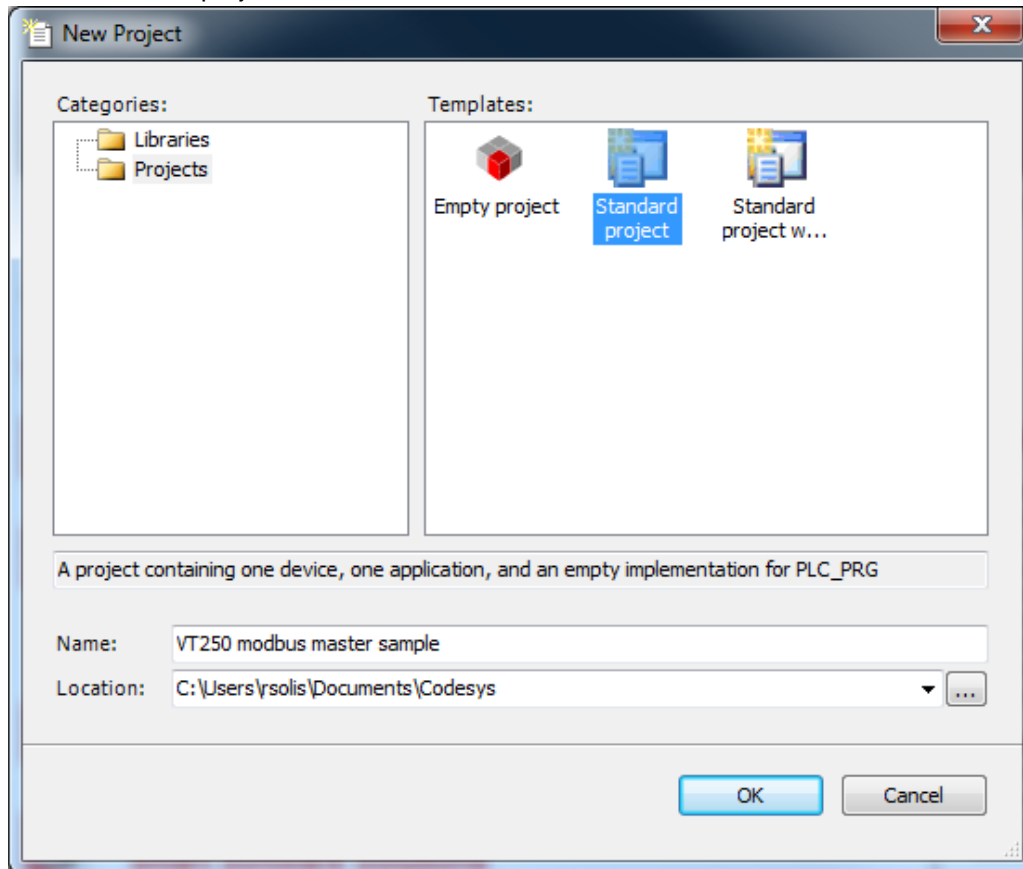 New Project
Categories:
Templates:
Libraries
Projects
Empty project
Standard
project
Standard
project w...
A project containing one device, one application, and an empty implementation for PLC_PRG
Name:
VT250 modbus master sample
Location:
C:\Users\rsolis\Documents\Codesys
...
OK
Cancel